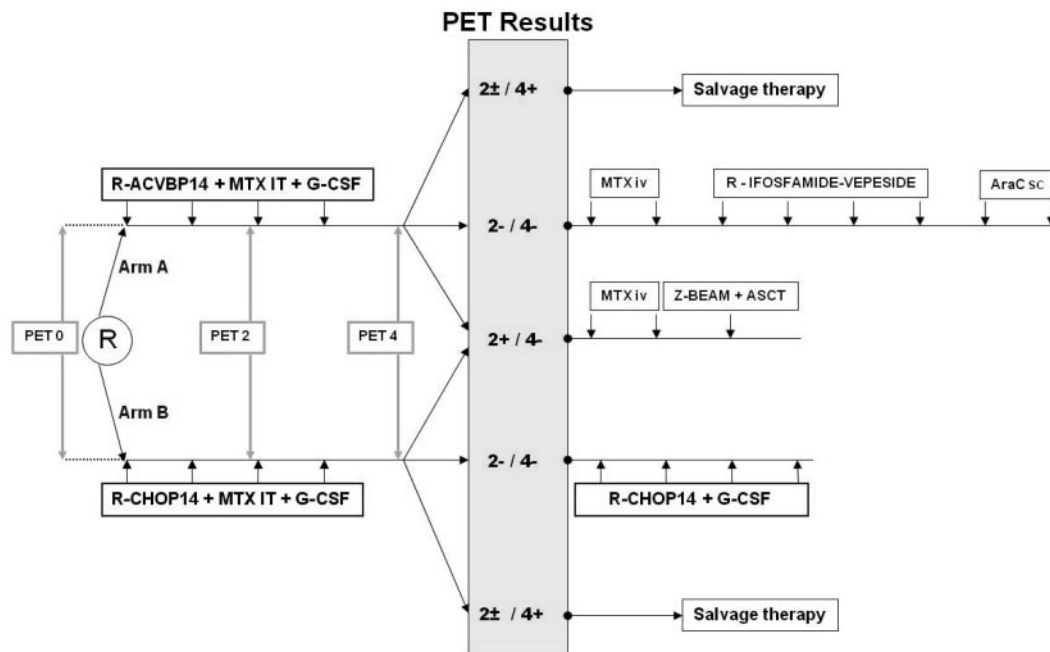 PET Results
2± / 4+
Salvage therapy
R-ACVBP14 + MTX IT + G-CSF
MTX iv
R - IFOSFAMIDE-VEPESIDE
AraC sc
2- / 4-
Arm A
MTX iv
Z-BEAM + ASCT
PET 0
R
PET 2
PET 4
2+ / 4-
Arm B
2- / 4-
R-CHOP14 + MTX IT + G-CSF
R-CHOP14 + G-CSF
2± / 4+
Salvage therapy